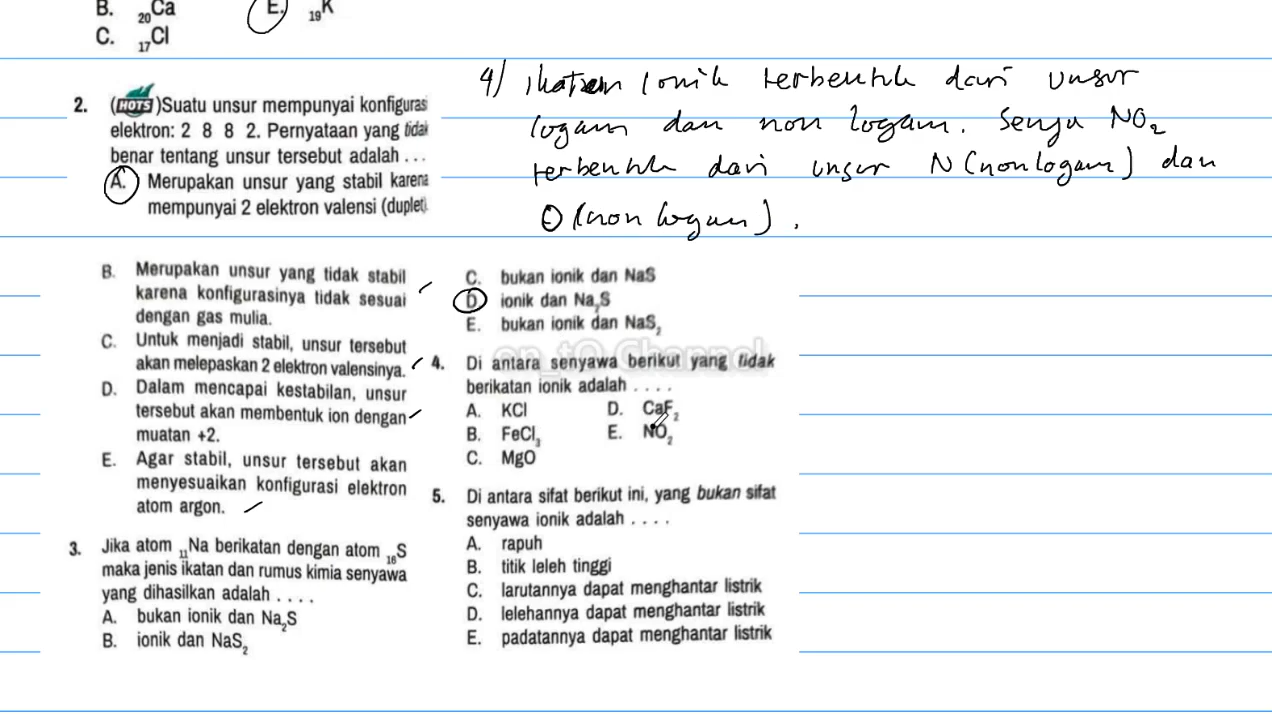 B. ₂₀Ca
E. ₁₉K
C. ₁₇Cl
2. (HOTS)Suatu unsur mempunyai konfigurasi
elektron: 2 8 8 2. Pernyataan yang tidak
benar tentang unsur tersebut adalah . . .
A. Merupakan unsur yang stabil karena
mempunyai 2 elektron valensi (duplet)
4) Ikatan Ionik terbentuk dari unsur
logam dan non logam. Senya NO₂
terbentuk dari unsur N (nonlogam) dan
O (non logam).
B. Merupakan unsur yang tidak stabil
karena konfigurasinya tidak sesuai
dengan gas mulia.
C. Untuk menjadi stabil, unsur tersebut
akan melepaskan 2 elektron valensinya.
D. Dalam mencapai kestabilan, unsur
tersebut akan membentuk ion dengan
muatan +2.
E. Agar stabil, unsur tersebut akan
menyesuaikan konfigurasi elektron
atom argon.
3. Jika atom ₁₁Na berikatan dengan atom ₁₆S
maka jenis ikatan dan rumus kimia senyawa
yang dihasilkan adalah . . . .
A. bukan ionik dan Na₂S
B. ionik dan NaS₂
C. bukan ionik dan NaS
D. ionik dan Na₂S
E. bukan ionik dan NaS₂
en_tO Channel
4. Di antara senyawa berikut yang tidak
berikatan ionik adalah . . . .
A. KCl D. CaF₂
B. FeCl₃ E. NO₂
C. MgO
5. Di antara sifat berikut ini, yang bukan sifat
senyawa ionik adalah . . . .
A. rapuh
B. titik leleh tinggi
C. larutannya dapat menghantar listrik
D. lelehannya dapat menghantar listrik
E. padatannya dapat menghantar listrik